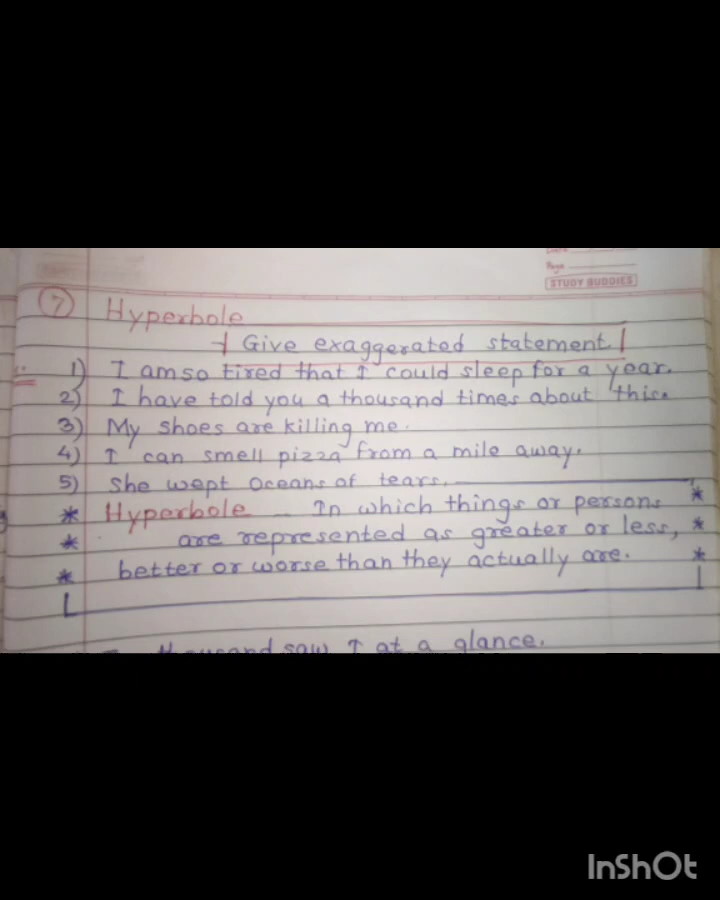 Page
STUDY BUDDIES
7 Hyperbole
Give exaggerated statement
1) I am so tired that I could sleep for a year.
2) I have told you a thousand times about this.
3) My shoes are killing me.
4) I can smell pizza from a mile away.
5) She wept Oceans of tears.
* Hyperbole - In which things or persons *
* are represented as greater or less, *
* better or worse than they actually are. *
thousand saw I at a glance.
InShOt